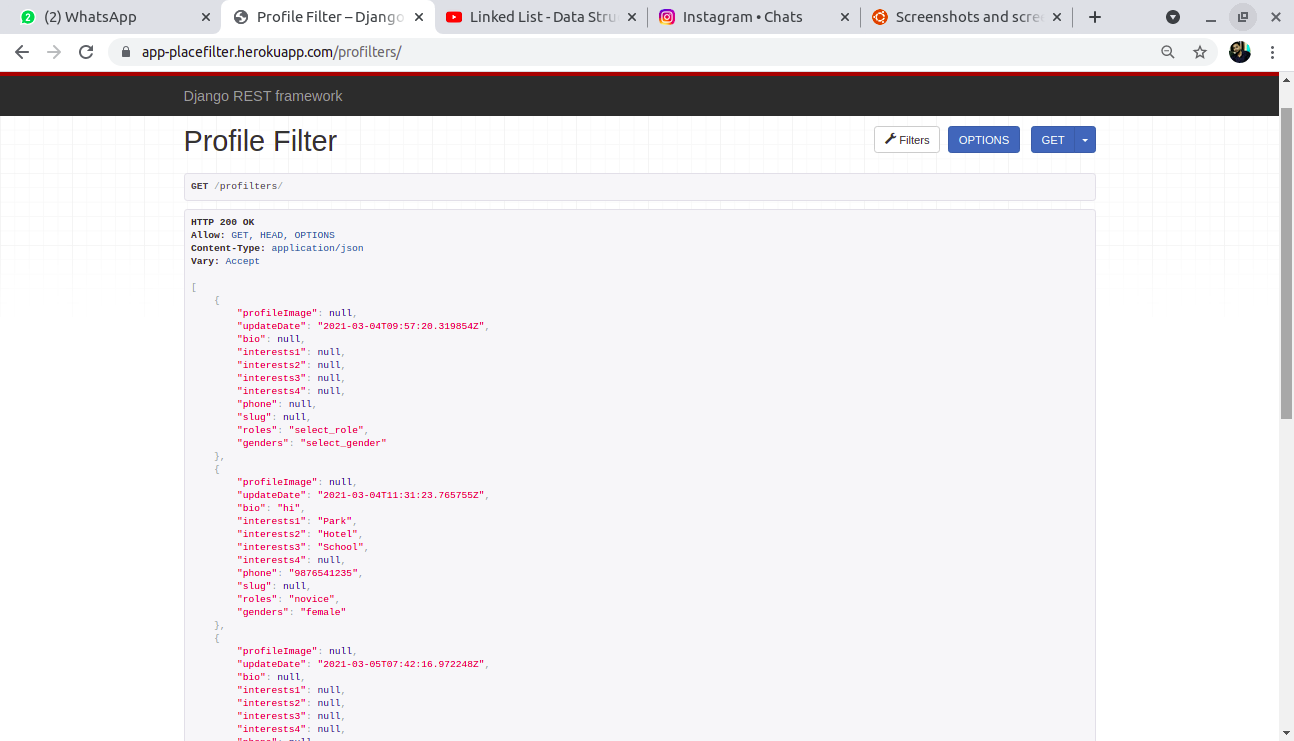 (2) WhatsApp
Profile Filter – Django
Linked List - Data Stru
Instagram • Chats
Screenshots and scree
app-placefilter.herokuapp.com/profilters/
Django REST framework
Profile Filter
Filters
OPTIONS
GET
GET /profilters/
HTTP 200 OK
Allow: GET, HEAD, OPTIONS
Content-Type: application/json
Vary: Accept
[
{
"profileImage": null,
"updateDate": "2021-03-04T09:57:20.319854Z",
"bio": null,
"interests1": null,
"interests2": null,
"interests3": null,
"interests4": null,
"phone": null,
"slug": null,
"roles": "select_role",
"genders": "select_gender"
},
{
"profileImage": null,
"updateDate": "2021-03-04T11:31:23.765755Z",
"bio": "hi",
"interests1": "Park",
"interests2": "Hotel",
"interests3": "School",
"interests4": null,
"phone": "9876541235",
"slug": null,
"roles": "novice",
"genders": "female"
},
{
"profileImage": null,
"updateDate": "2021-03-05T07:42:16.972248Z",
"bio": null,
"interests1": null,
"interests2": null,
"interests3": null,
"interests4": null,
"phone": null,